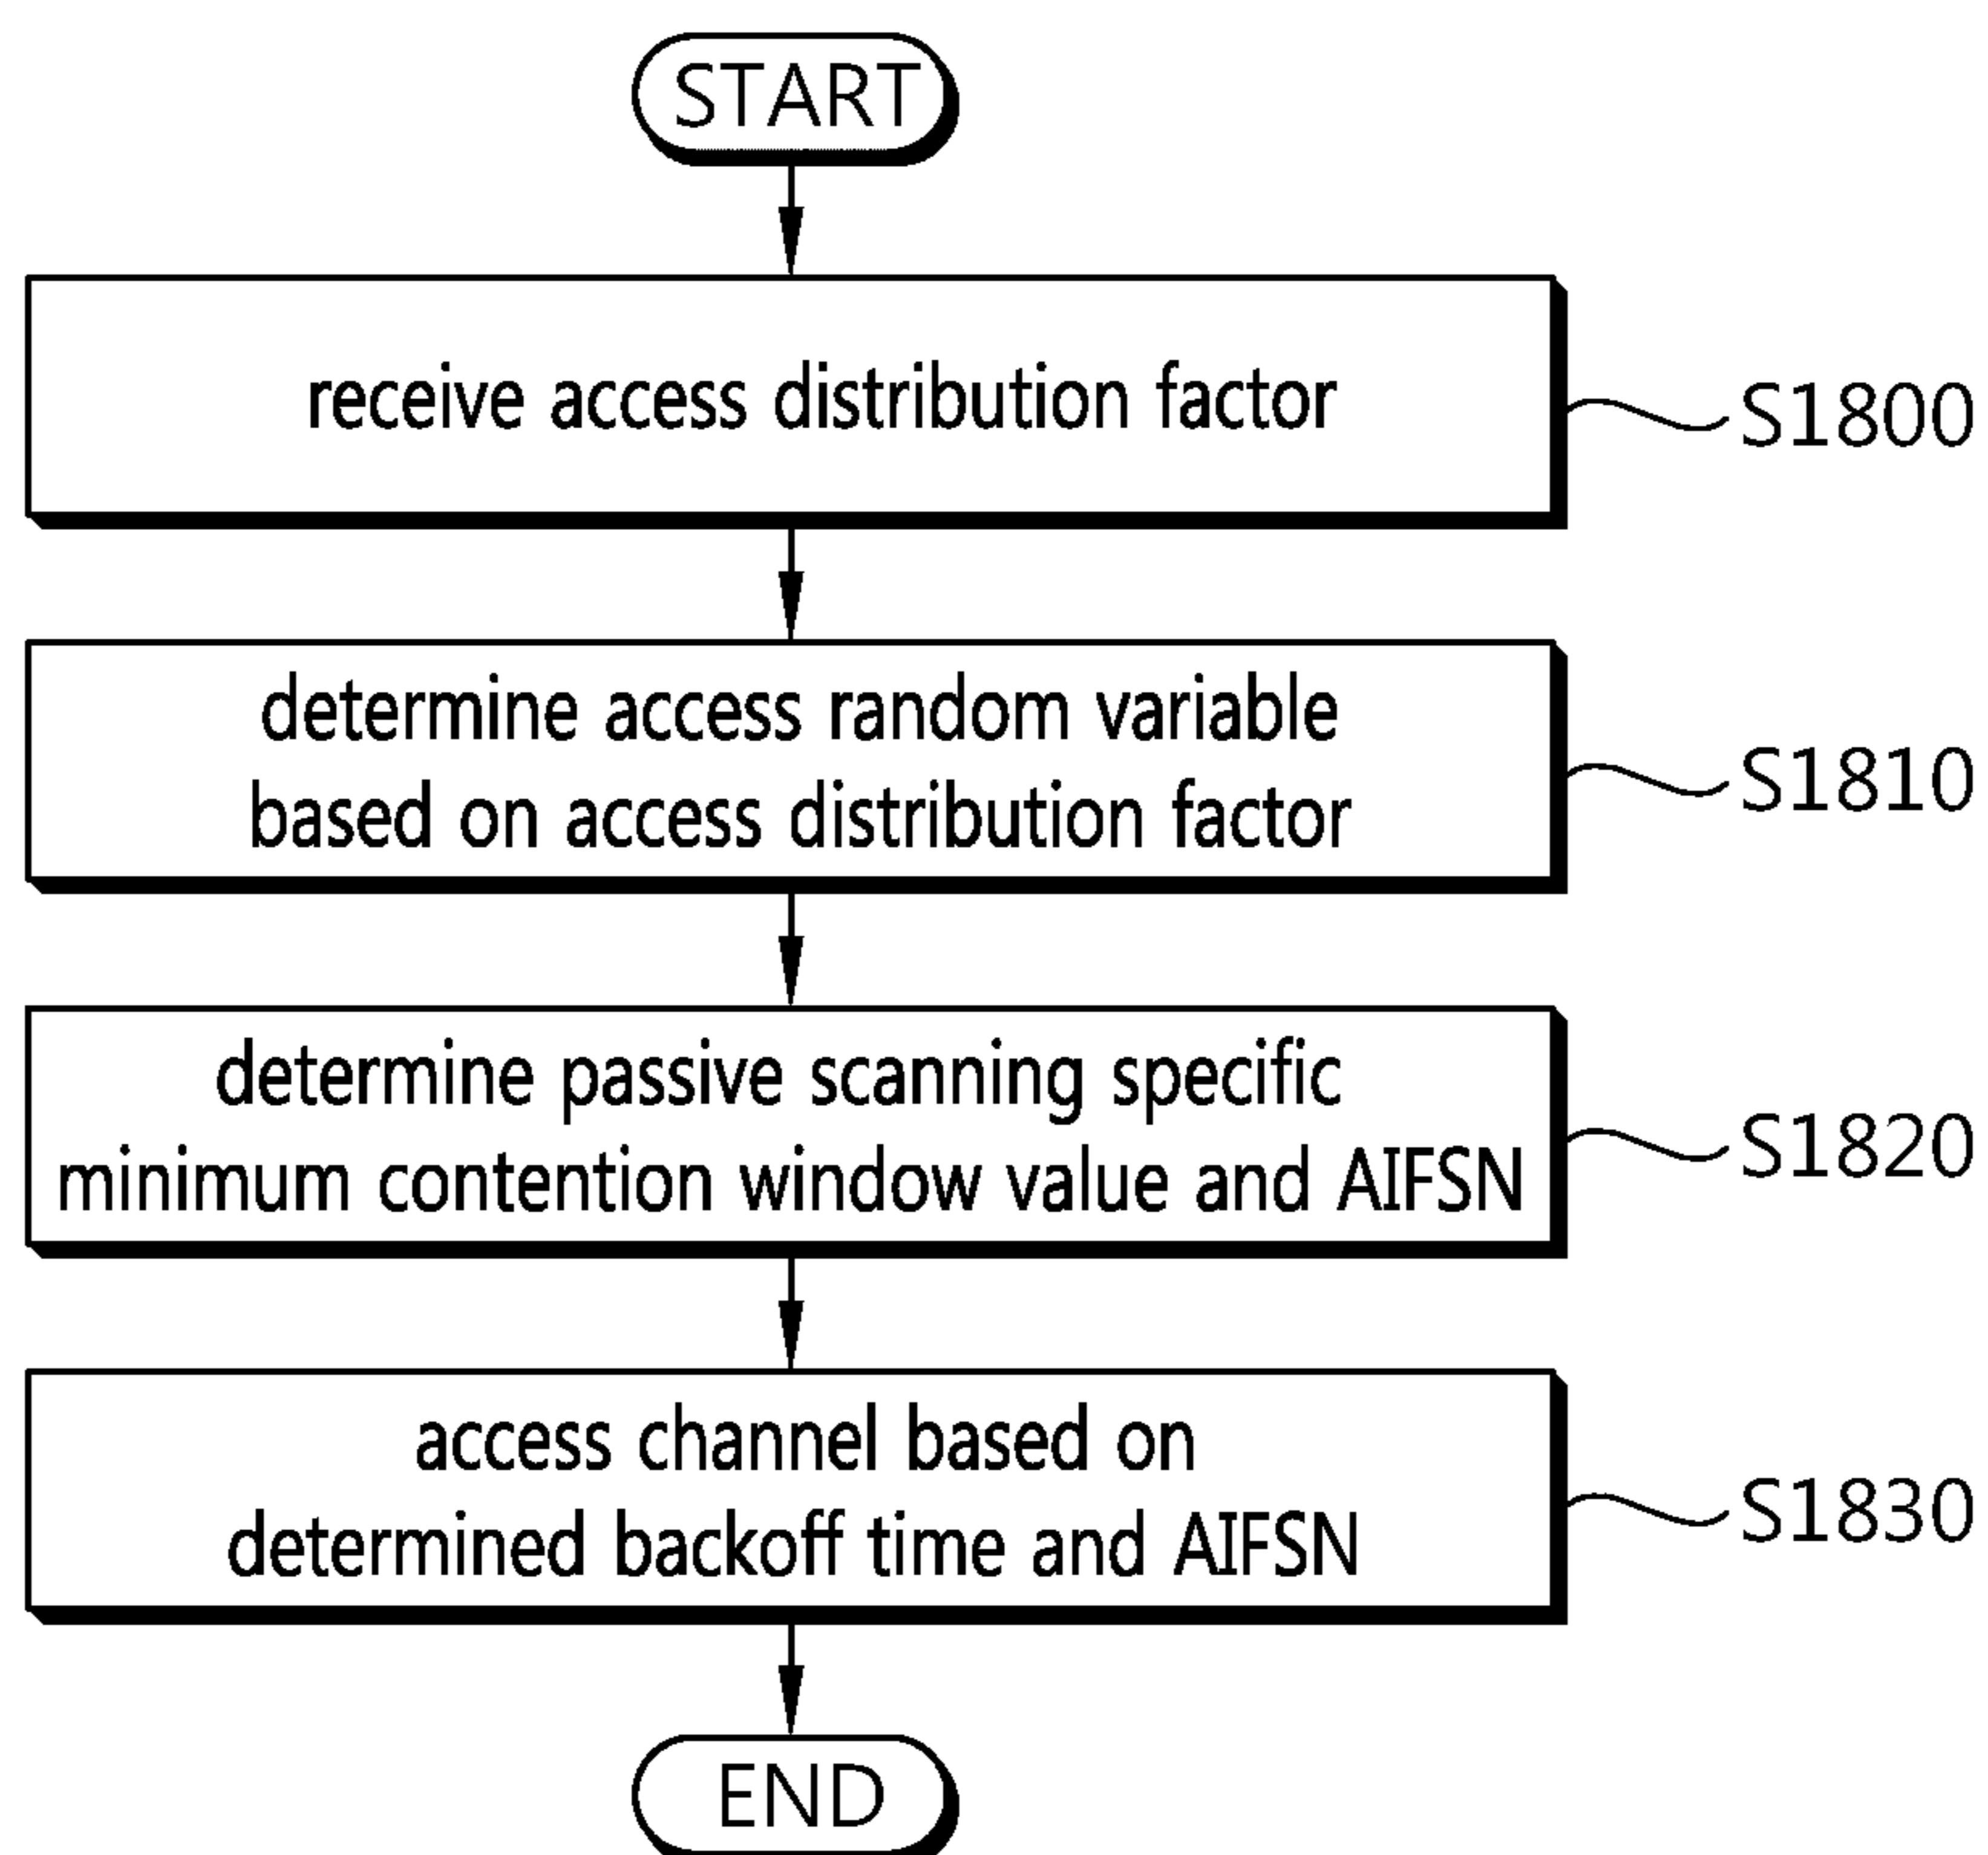 START
receive access distribution factor
S1800
determine access random variable
based on access distribution factor
S1810
determine passive scanning specific
minimum contention window value and AIFSN
S1820
access channel based on
determined backoff time and AIFSN
S1830
END